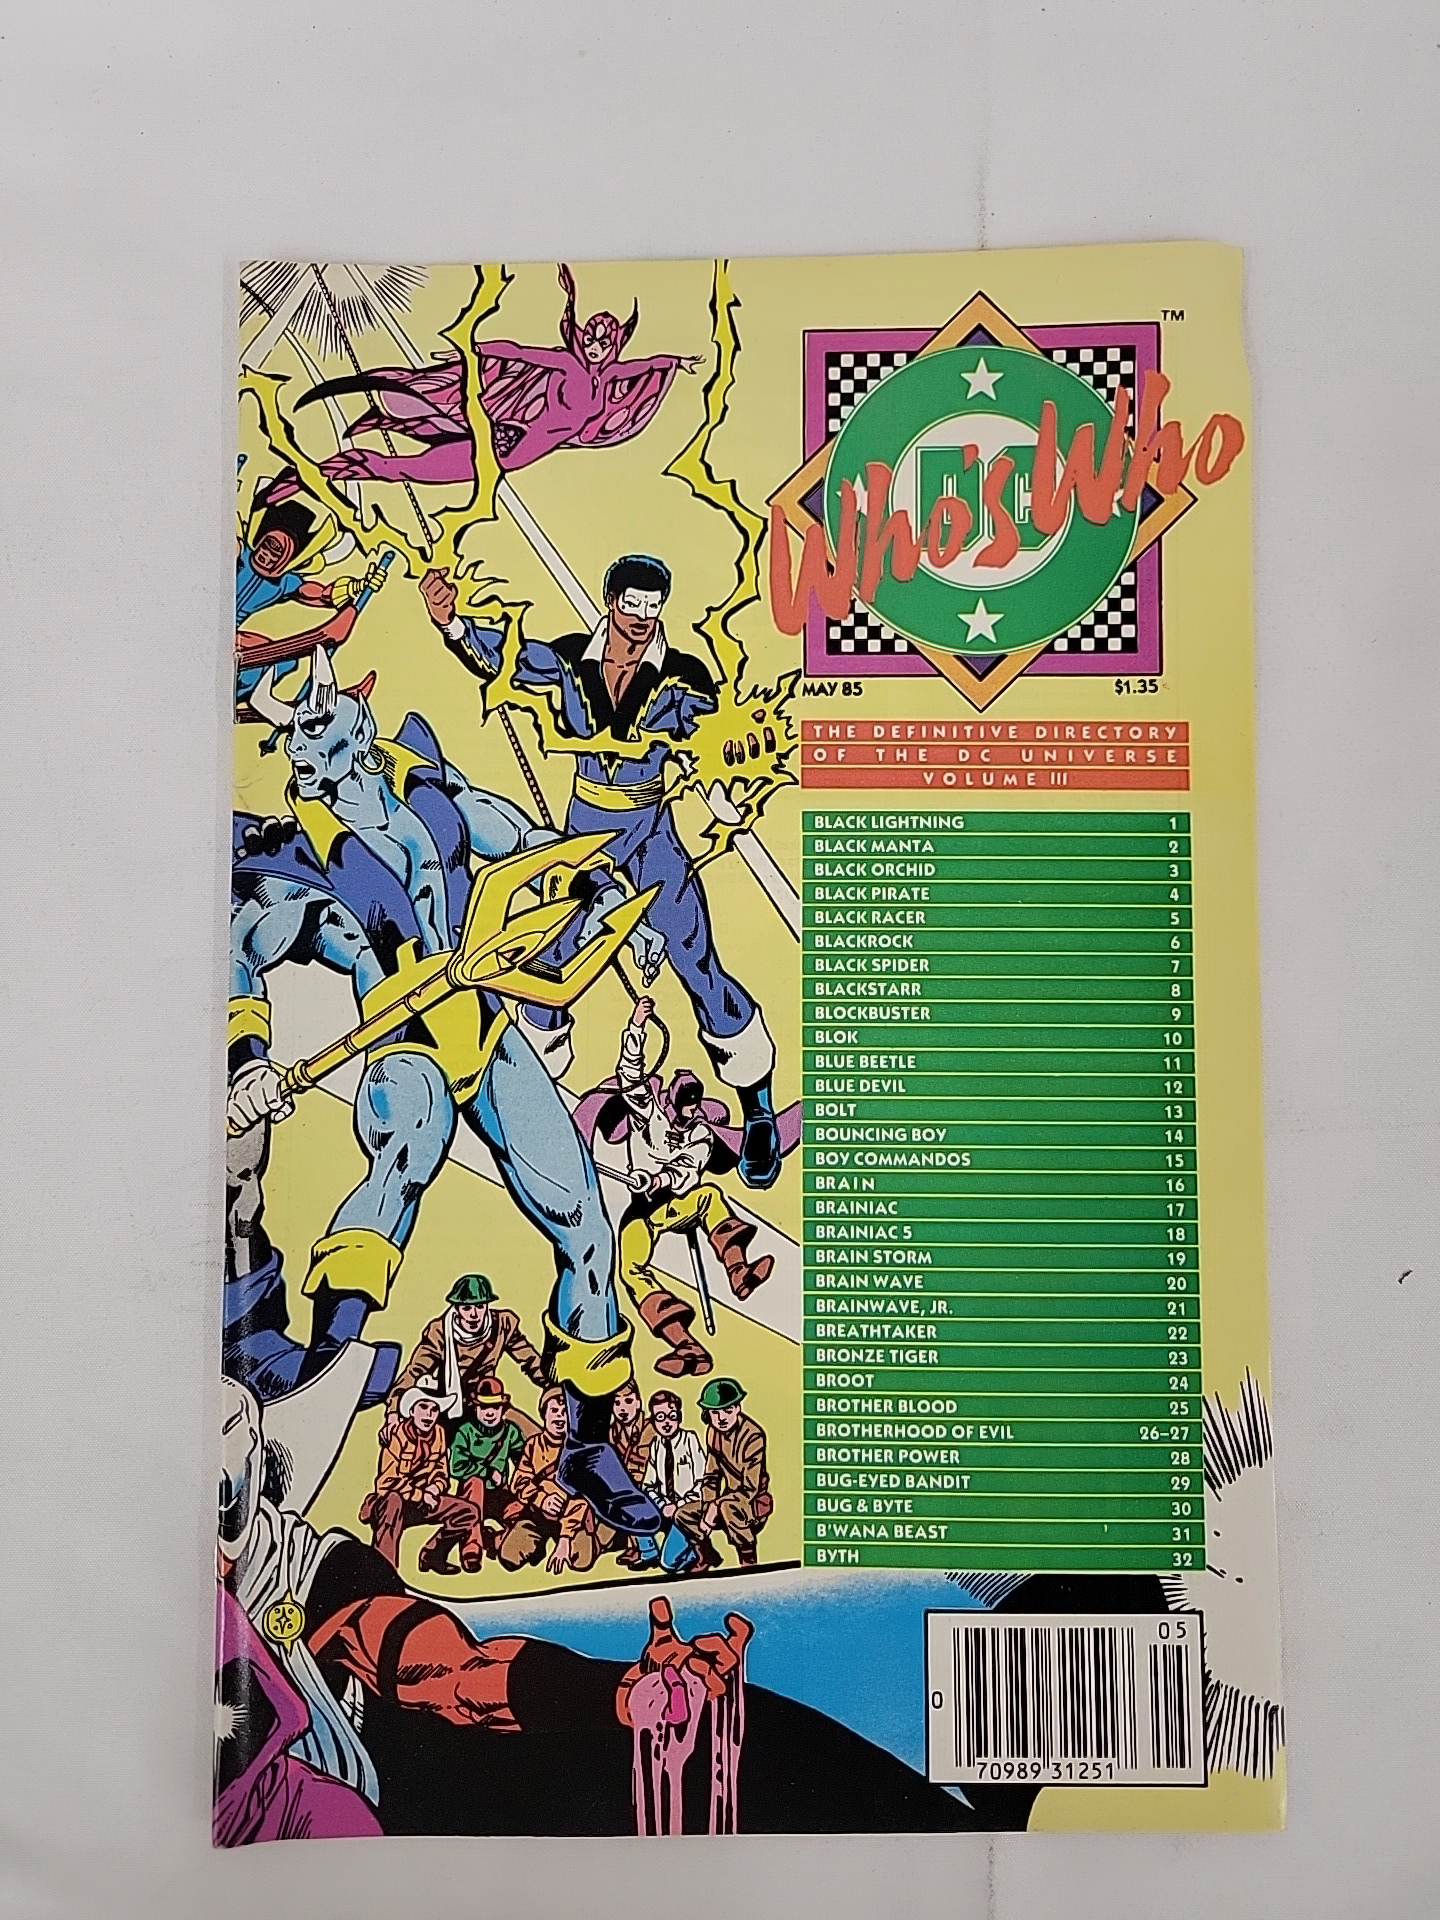 TM
DC
Who's Who
MAY 85 $1.35
THE DEFINITIVE DIRECTORY
OF THE DC UNIVERSE
VOLUME III
BLACK LIGHTNING 1
BLACK MANTA 2
BLACK ORCHID 3
BLACK PIRATE 4
BLACK RACER 5
BLACKROCK 6
BLACK SPIDER 7
BLACKSTARR 8
BLOCKBUSTER 9
BLOK 10
BLUE BEETLE 11
BLUE DEVIL 12
BOLT 13
BOUNCING BOY 14
BOY COMMANDOS 15
BRAIN 16
BRAINIAC 17
BRAINIAC 5 18
BRAIN STORM 19
BRAIN WAVE 20
BRAINWAVE, JR. 21
BREATHTAKER 22
BRONZE TIGER 23
BROOT 24
BROTHER BLOOD 25
BROTHERHOOD OF EVIL 26–27
BROTHER POWER 28
BUG-EYED BANDIT 29
BUG & BYTE 30
B'WANA BEAST 31
BYTH 32
05
0
70989 31251